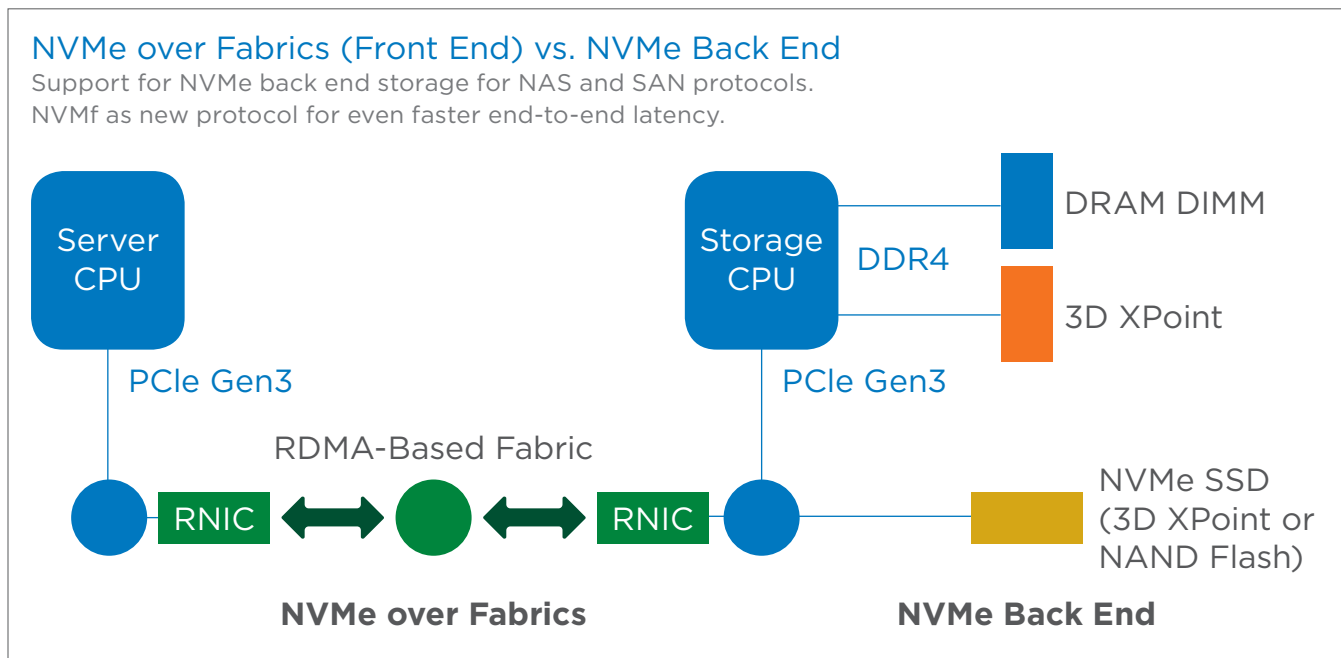 NVMe over Fabrics (Front End) vs. NVMe Back End
Support for NVMe back end storage for NAS and SAN protocols.
NVMf as new protocol for even faster end-to-end latency.
Server
CPU
Storage
CPU
DRAM DIMM
DDR4
3D XPoint
PCIe Gen3
PCIe Gen3
RDMA-Based Fabric
RNIC
RNIC
NVMe SSD
(3D XPoint or
NAND Flash)
NVMe over Fabrics
NVMe Back End